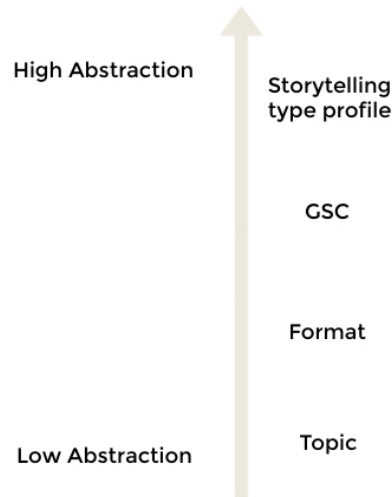 High Abstraction
Storytelling
type profile
GSC
Format
Topic
Low Abstraction